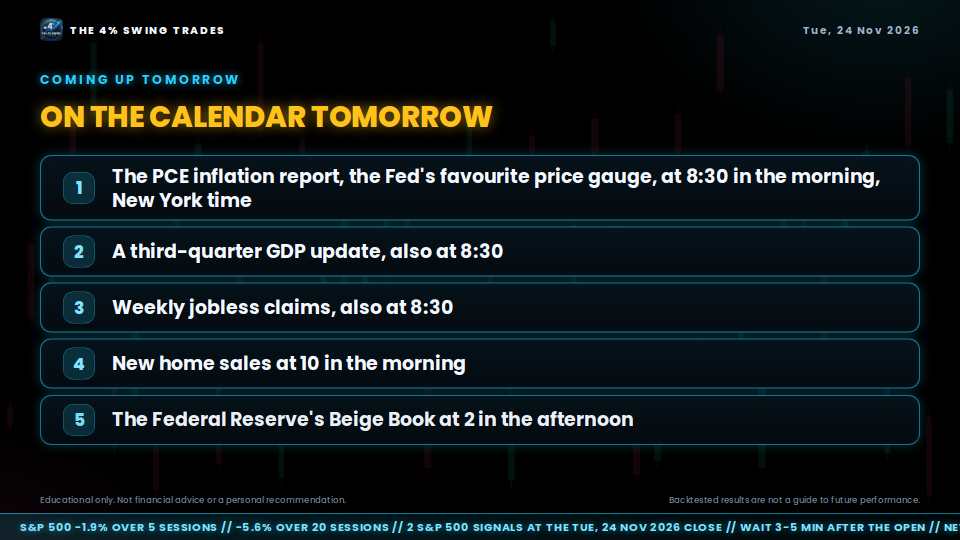 THE 4% SWING TRADES
Tue, 24 Nov 2026
COMING UP TOMORROW
ON THE CALENDAR TOMORROW
1 The PCE inflation report, the Fed's favourite price gauge, at 8:30 in the morning,
New York time
2 A third-quarter GDP update, also at 8:30
3 Weekly jobless claims, also at 8:30
4 New home sales at 10 in the morning
5 The Federal Reserve's Beige Book at 2 in the afternoon
Educational only. Not financial advice or a personal recommendation.
Backtested results are not a guide to future performance.
S&P 500 -1.9% OVER 5 SESSIONS // -5.6% OVER 20 SESSIONS // 2 S&P 500 SIGNALS AT THE TUE, 24 NOV 2026 CLOSE // WAIT 3-5 MIN AFTER THE OPEN //